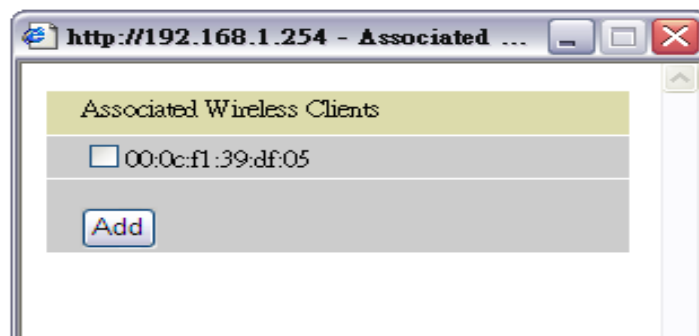 http://192.168.1.254 - Associated ...
Associated Wireless Clients
00:0c:f1:39:df:05
Add